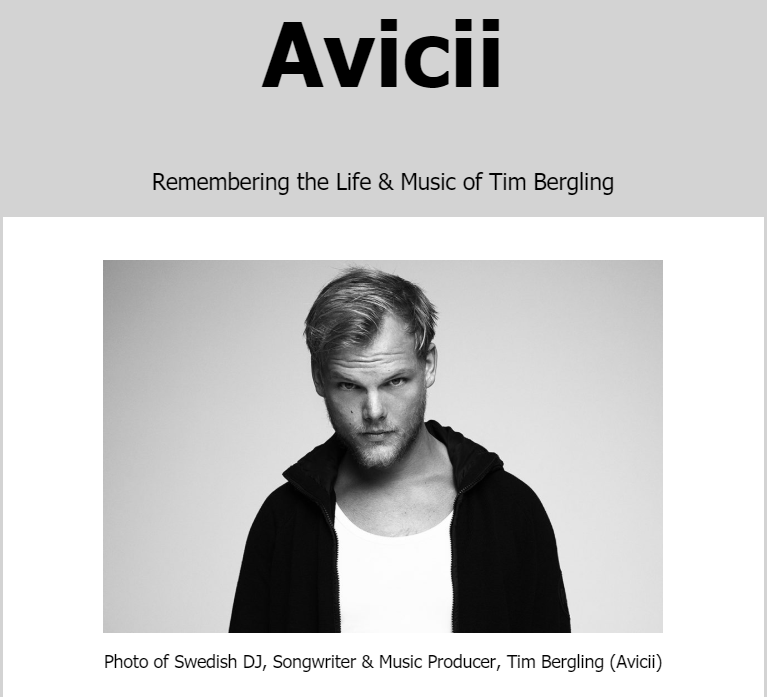 Avicii
Remembering the Life & Music of Tim Bergling
Photo of Swedish DJ, Songwriter & Music Producer, Tim Bergling (Avicii)